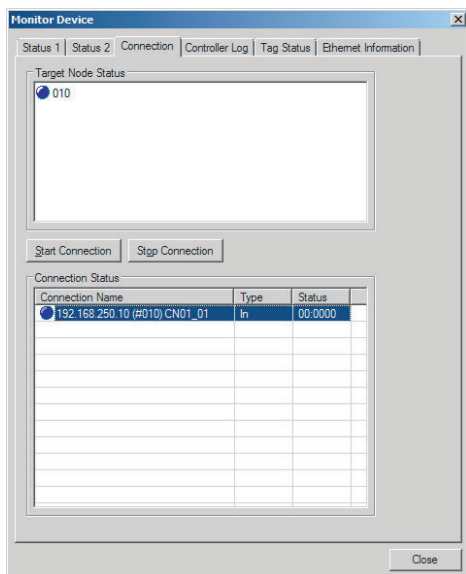 Monitor Device
Status 1 Status 2 Connection Controller Log Tag Status Ethernet Information
Target Node Status
010
Start Connection Stop Connection
Connection Status
Connection Name Type Status
192.168.250.10 (#010) CN01_01 In 00:0000
Close